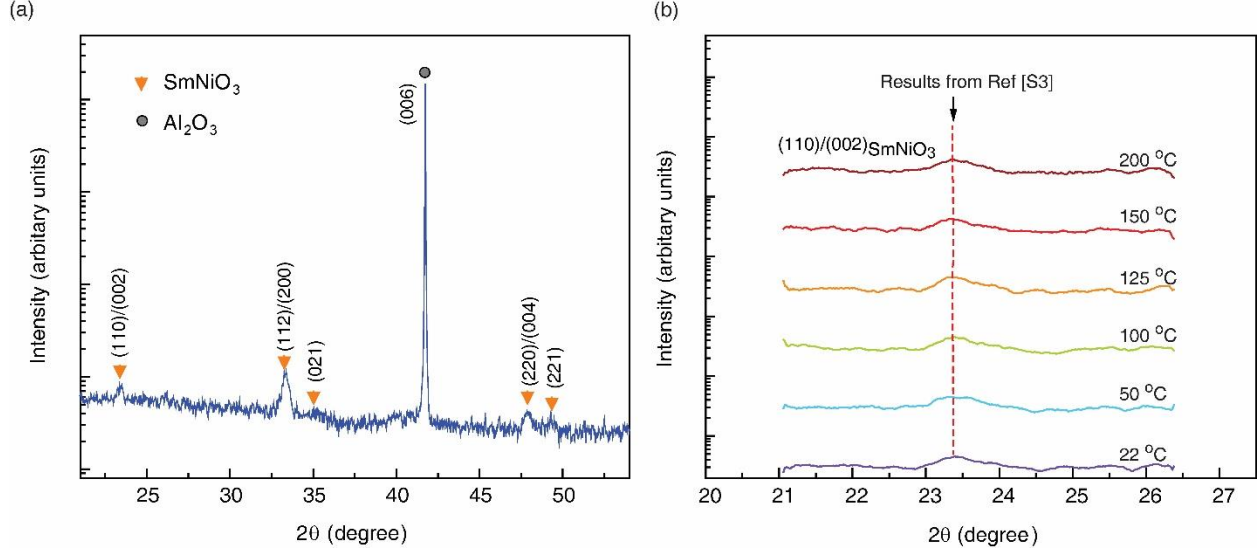 (a)
SmNiO₃
Al₂O₃
(006)
(110)/(002)
(112)/(200)
(021)
(220)/(004)
(221)
Intensity (arbitary units)
25 30 35 40 45 50
2θ (degree)
(b)
Results from Ref [S3]
(110)/(002)SmNiO₃
200 °C
150 °C
125 °C
100 °C
50 °C
22 °C
Intensity (arbitary units)
20 21 22 23 24 25 26 27
2θ (degree)